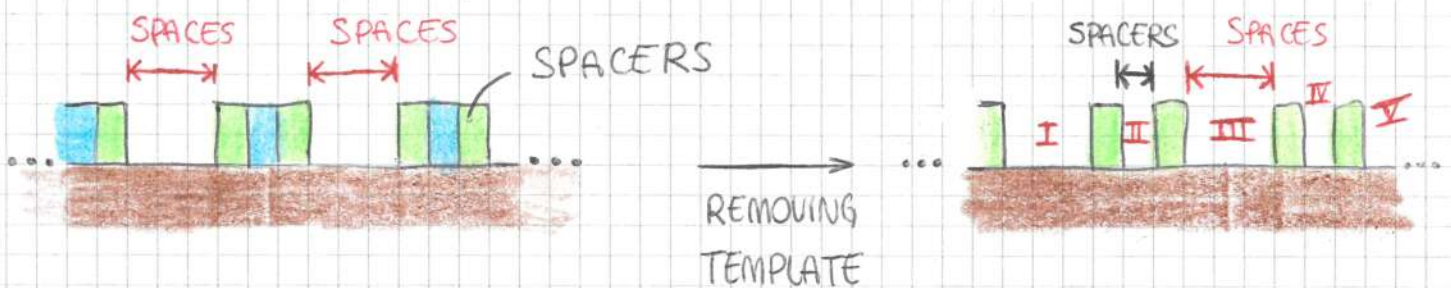 SPACES SPACES
SPACERS
SPACERS SPACES
I II III IV V
REMOVING
TEMPLATE